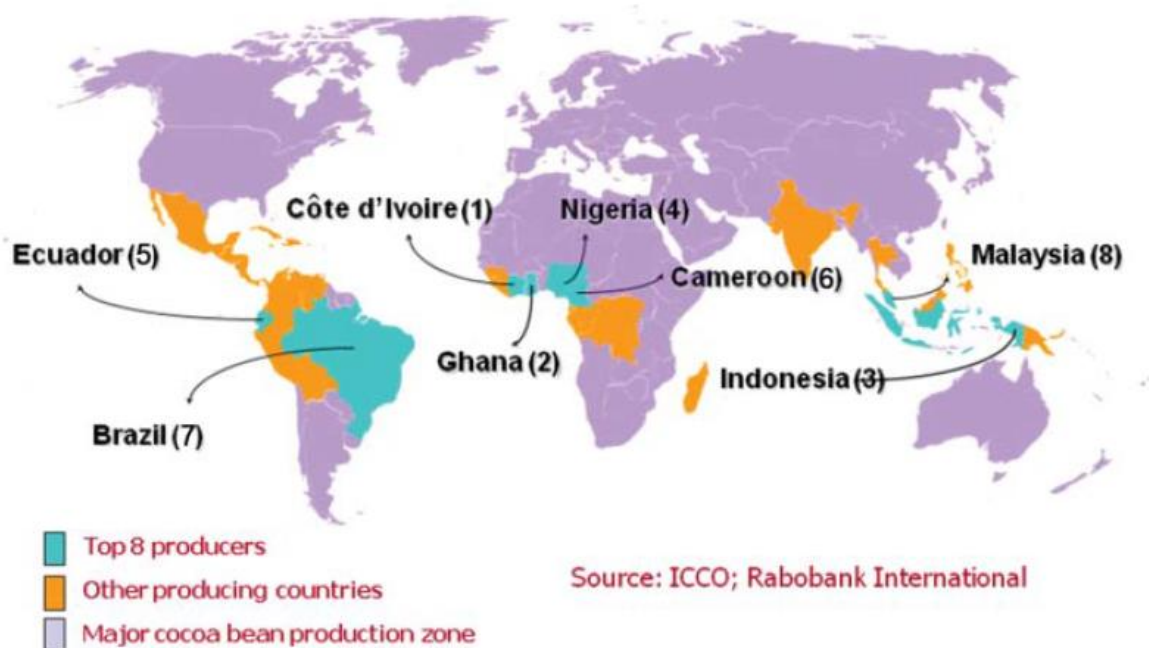 Côte d’Ivoire (1)
Nigeria (4)
Ecuador (5)
Malaysia (8)
Cameroon (6)
Ghana (2)
Indonesia (3)
Brazil (7)
Top 8 producers
Other producing countries
Major cocoa bean production zone
Source: ICCO; Rabobank International